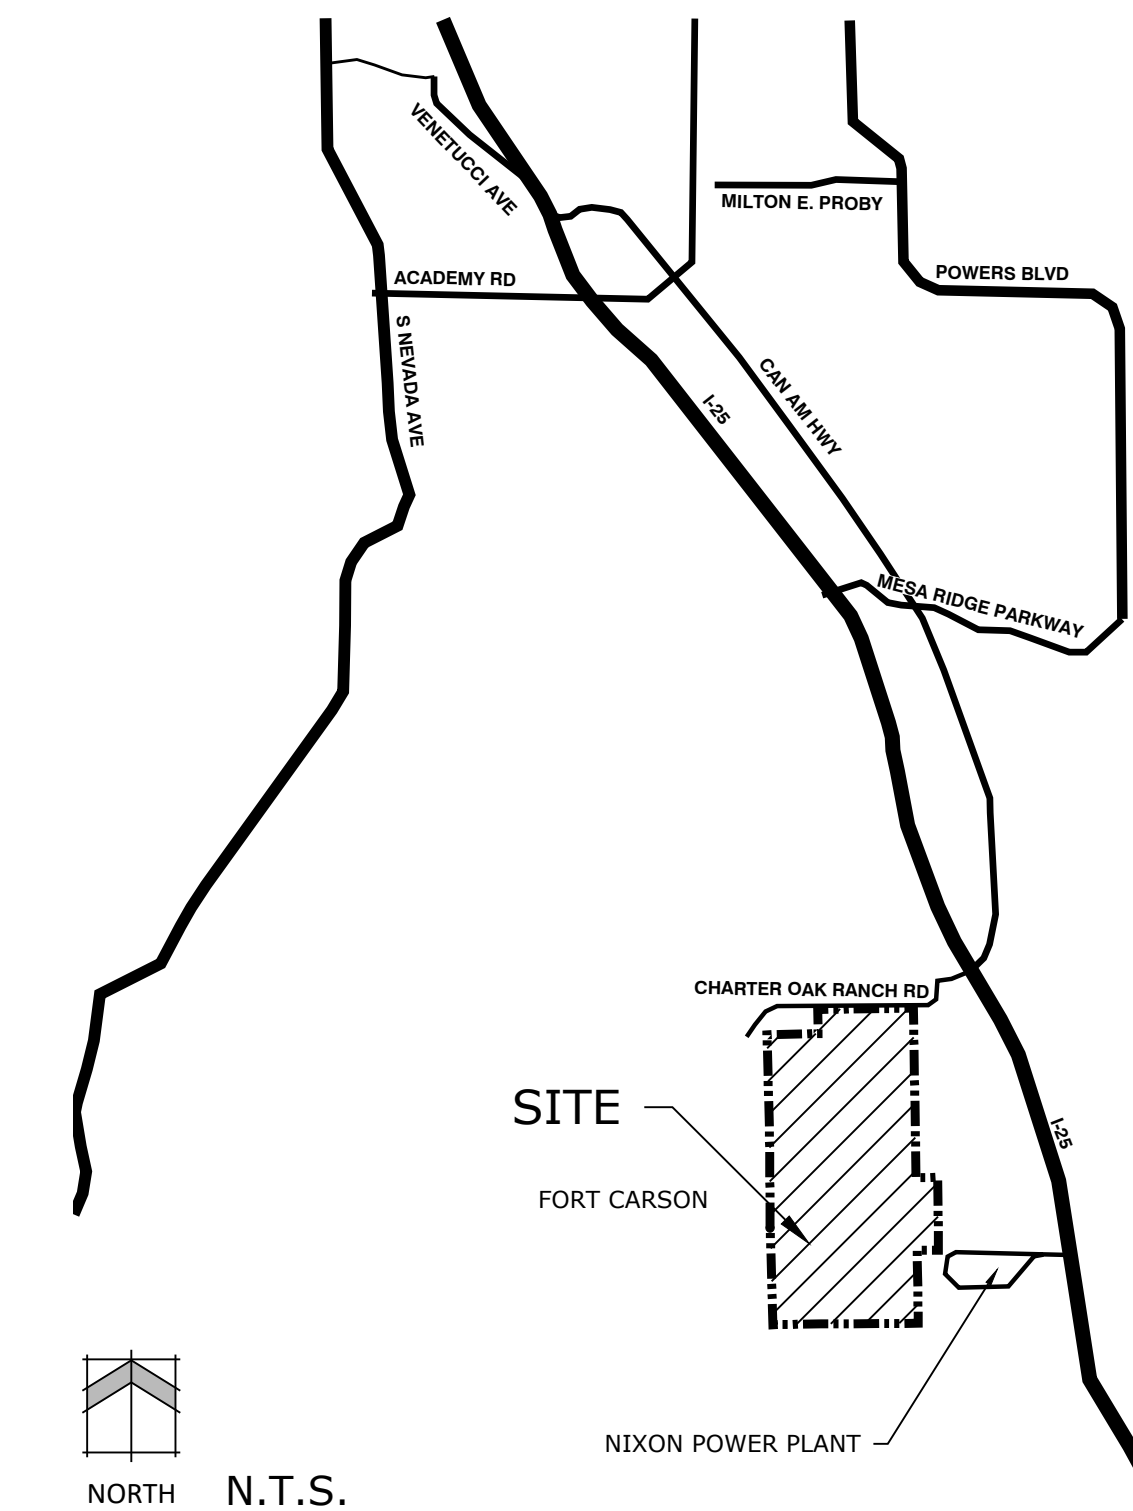 VENETUCCI AVE
MILTON E. PROBY
ACADEMY RD
POWERS BLVD
S NEVADA AVE
I-25
CAN AM HWY
MESA RIDGE PARKWAY
CHARTER OAK RANCH RD
SITE
I-25
FORT CARSON
NIXON POWER PLANT
NORTH
N.T.S.